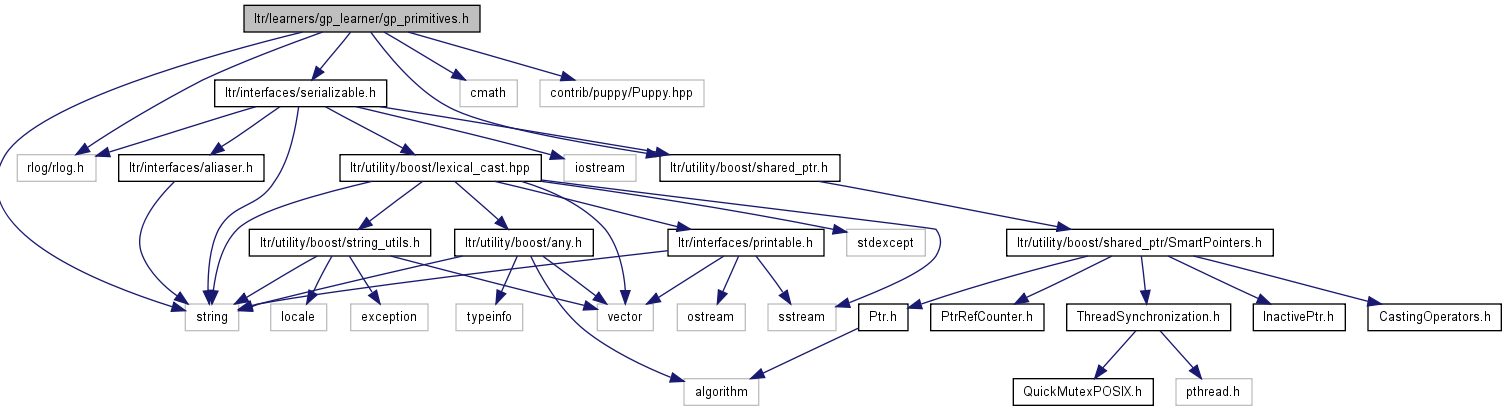 ltr/learners/gp_learner/gp_primitives.h
ltr/interfaces/serializable.h
cmath
contrib/puppy/Puppy.hpp
rlog/rlog.h
ltr/interfaces/aliaser.h
ltr/utility/boost/lexical_cast.hpp
iostream
ltr/utility/boost/shared_ptr.h
ltr/utility/boost/string_utils.h
ltr/utility/boost/any.h
ltr/interfaces/printable.h
stdexcept
ltr/utility/boost/shared_ptr/SmartPointers.h
string
locale
exception
typeinfo
vector
ostream
sstream
Ptr.h
PtrRefCounter.h
ThreadSynchronization.h
InactivePtr.h
CastingOperators.h
algorithm
QuickMutexPOSIX.h
pthread.h